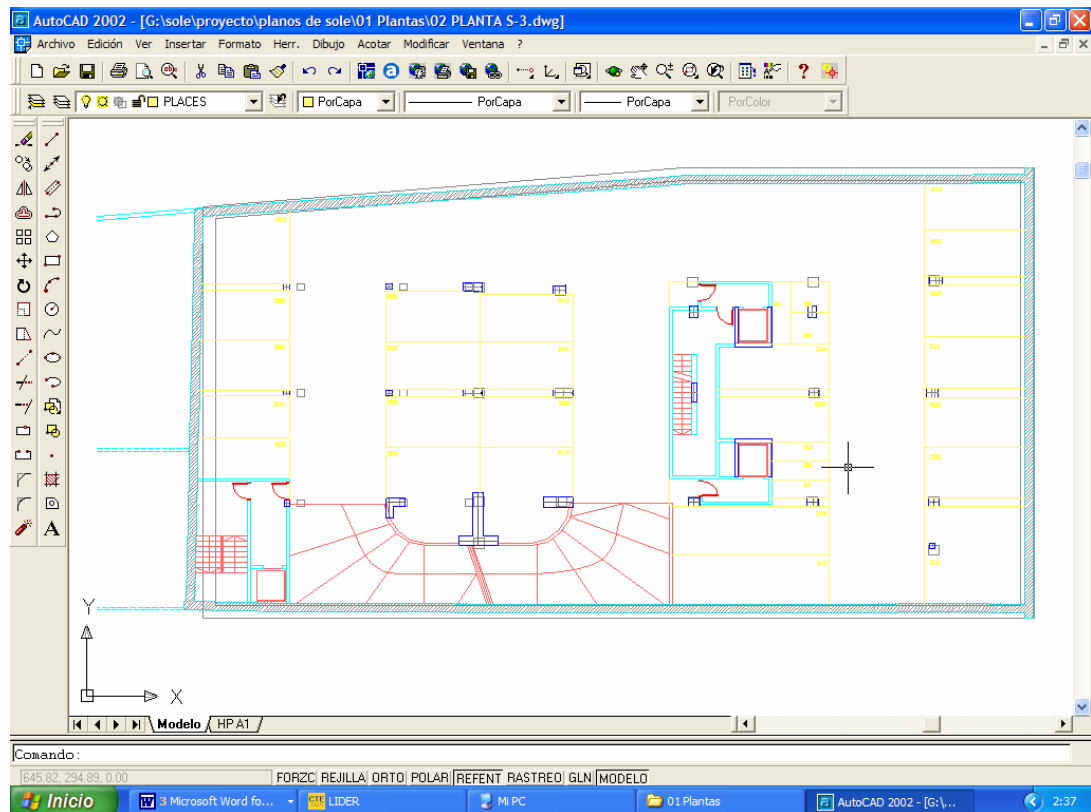 AutoCAD 2002 - [G:\sole\proyecto\planos de sole\01 Plantas\02 PLANTA S-3.dwg]
Archivo Edición Ver Insertar Formato Herr. Dibujo Acotar Modificar Ventana ?
PLACES PorCapa PorCapa PorCapa PorColor
A
Y
X
Modelo HP A1
Comando:
645.82, 294.89, 0.00 FORZC REJILLA ORTO POLAR REFENT RASTREO GLN MODELO
Inicio 3 Microsoft Word fo... CTE LIDER Mi PC 01 Plantas AutoCAD 2002 - [G:\... 2:37